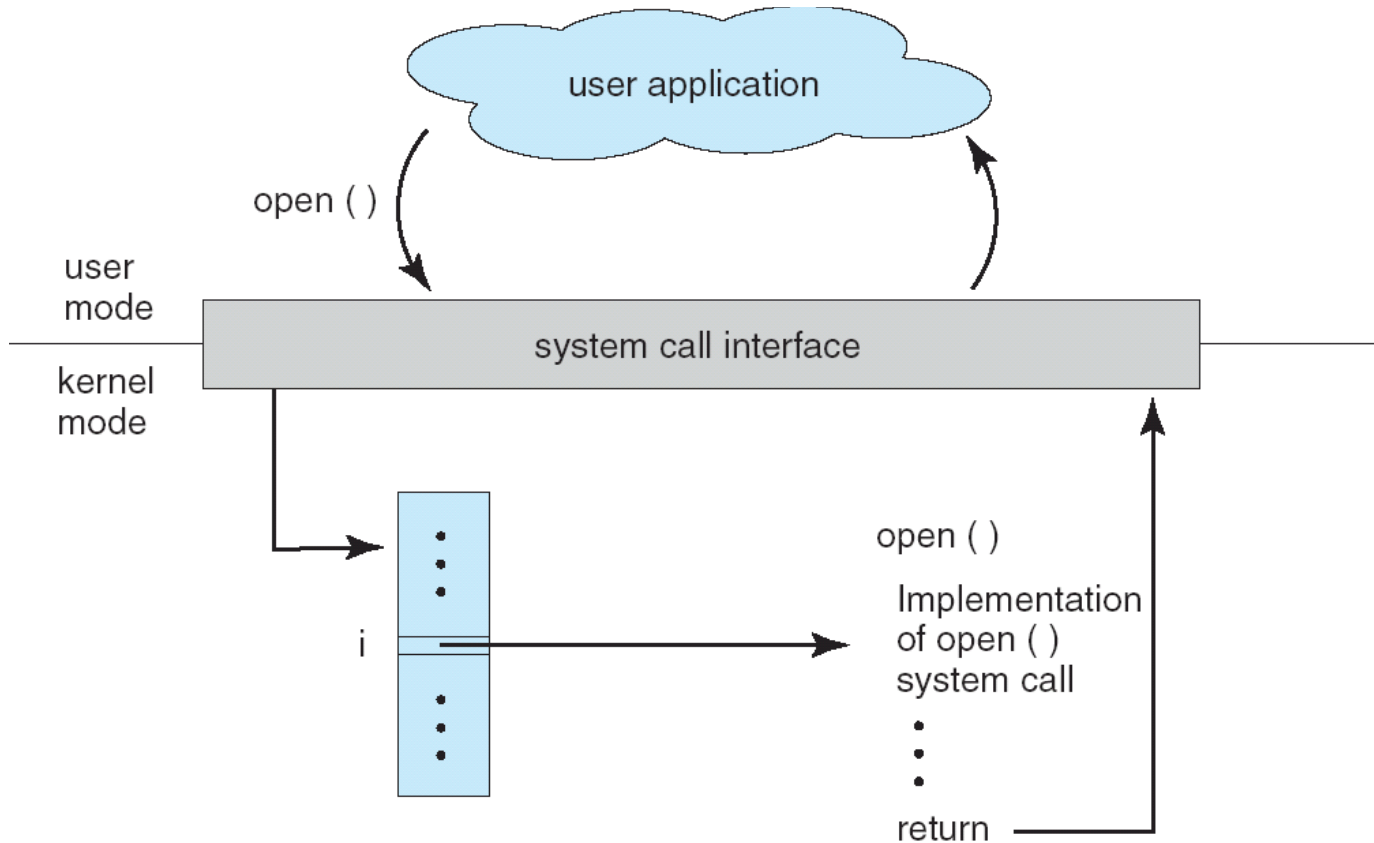 user application
open ( )
user
mode
system call interface
kernel
mode
open ( )
Implementation
of open ( )
system call
i
return